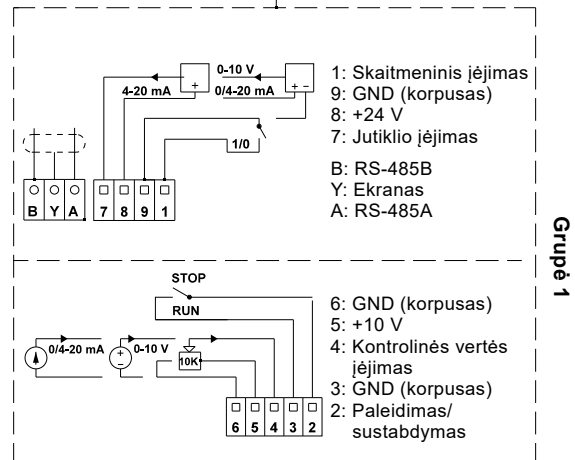 0-10 V
4-20 mA
0/4-20 mA
+
+ -
1/0
B Y A
7 8 9 1
1: Skaitmeninis įėjimas
9: GND (korpusas)
8: +24 V
7: Jutiklio įėjimas
B: RS-485B
Y: Ekranas
A: RS-485A
Grupė 1
STOP
RUN
0/4-20 mA
+
-
0-10 V
10K
6 5 4 3 2
6: GND (korpusas)
5: +10 V
4: Kontrolinės vertės
įėjimas
3: GND (korpusas)
2: Paleidimas/
sustabdymas